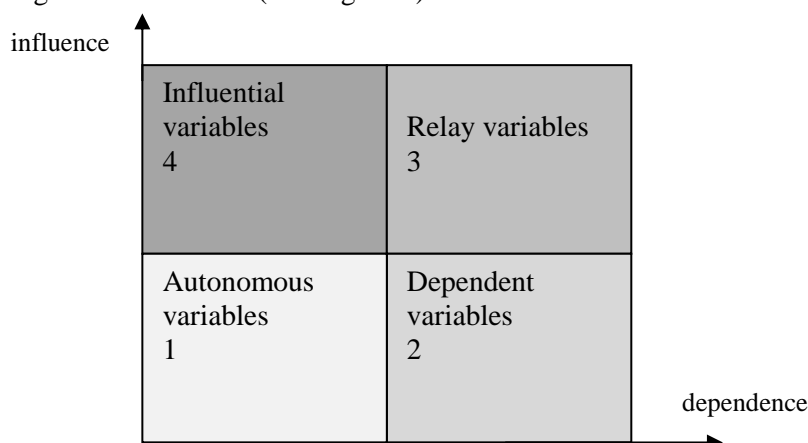 influence
Influential
variables
4
Relay variables
3
Autonomous
variables
1
Dependent
variables
2
dependence